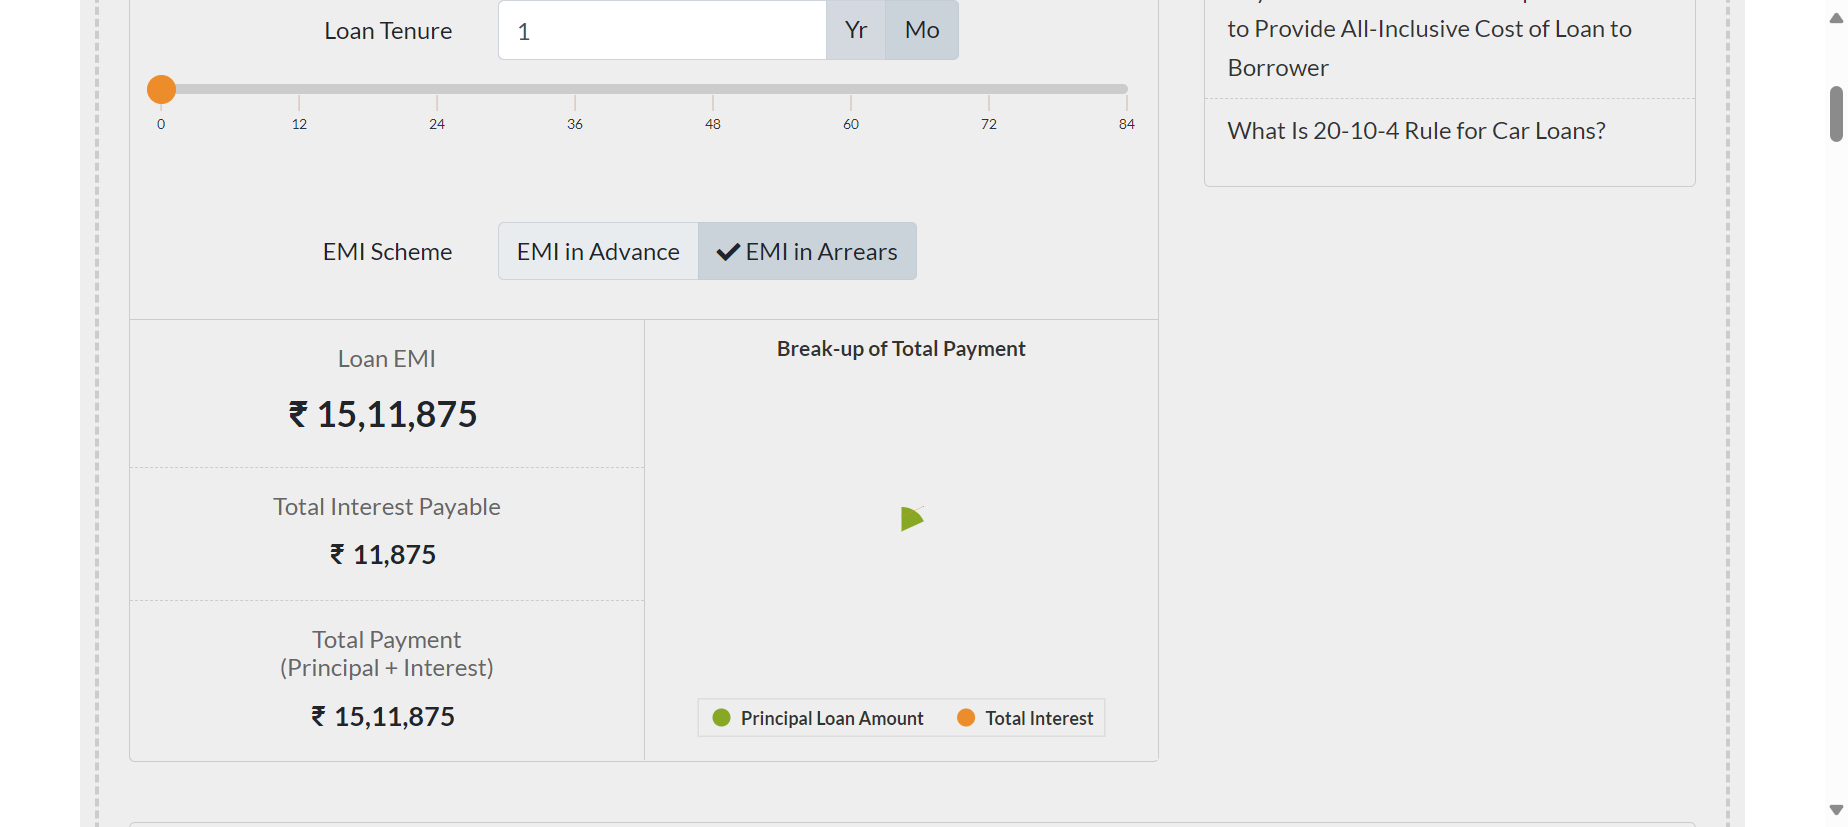 Loan Tenure
1
Yr
Mo
0 12 24 36 48 60 72 84
EMI Scheme
EMI in Advance
EMI in Arrears
Loan EMI
₹ 15,11,875
Total Interest Payable
₹ 11,875
Total Payment
(Principal + Interest)
₹ 15,11,875
Break-up of Total Payment
Principal Loan Amount
Total Interest
to Provide All-Inclusive Cost of Loan to
Borrower
What Is 20-10-4 Rule for Car Loans?